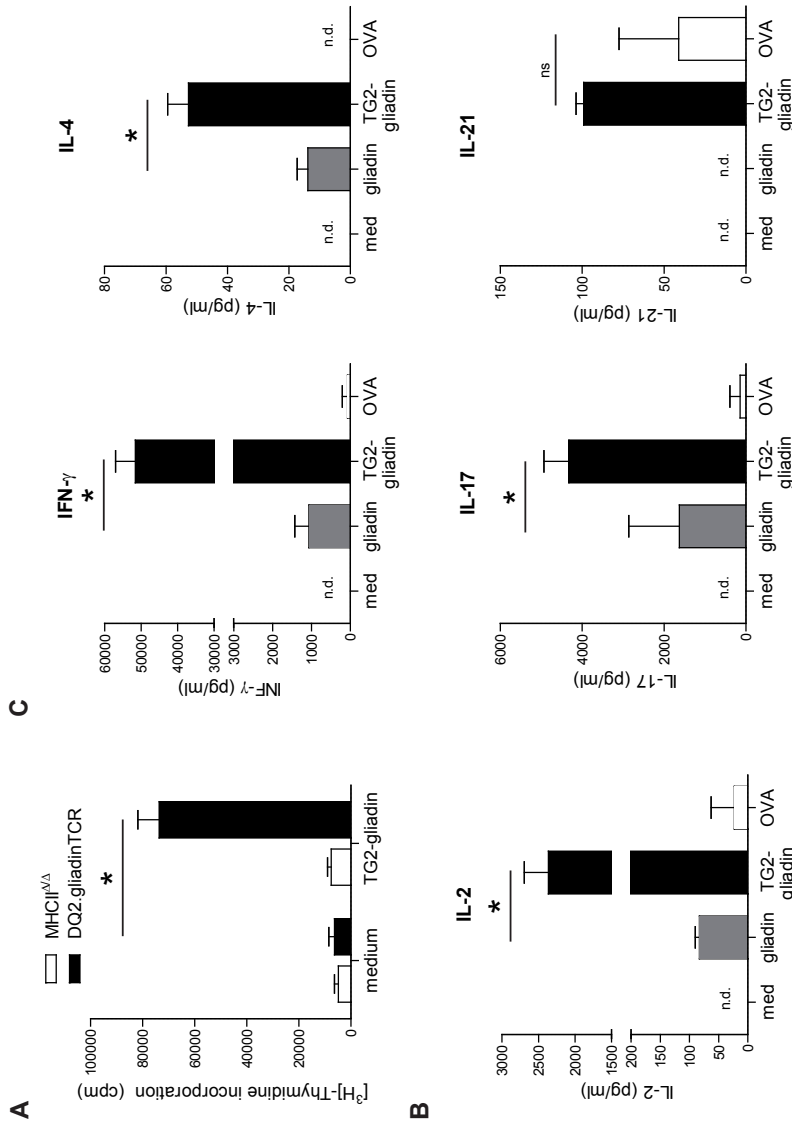 A
[³H]-Thymidine incorporation (cpm)
100000
80000
60000
40000
20000
0
MHCII^Δ/Δ
DQ2.gliadinTCR
*
medium
TG2-gliadin
B
IL-2
IL-2 (pg/ml)
3000
2500
2000
1500
200
150
100
50
0
*
n.d.
med
gliadin
TG2-
gliadin
OVA
C
IFN-γ
INF-γ (pg/ml)
60000
50000
40000
30000
3000
2000
1000
0
*
n.d.
med
gliadin
TG2-
gliadin
OVA
IL-4
IL-4 (pg/ml)
80
60
40
20
0
*
n.d.
n.d.
med
gliadin
TG2-
gliadin
OVA
IL-17
IL-17 (pg/ml)
6000
4000
2000
0
*
n.d.
med
gliadin
TG2-
gliadin
OVA
IL-21
IL-21 (pg/ml)
150
100
50
0
ns
n.d.
n.d.
med
gliadin
TG2-
gliadin
OVA